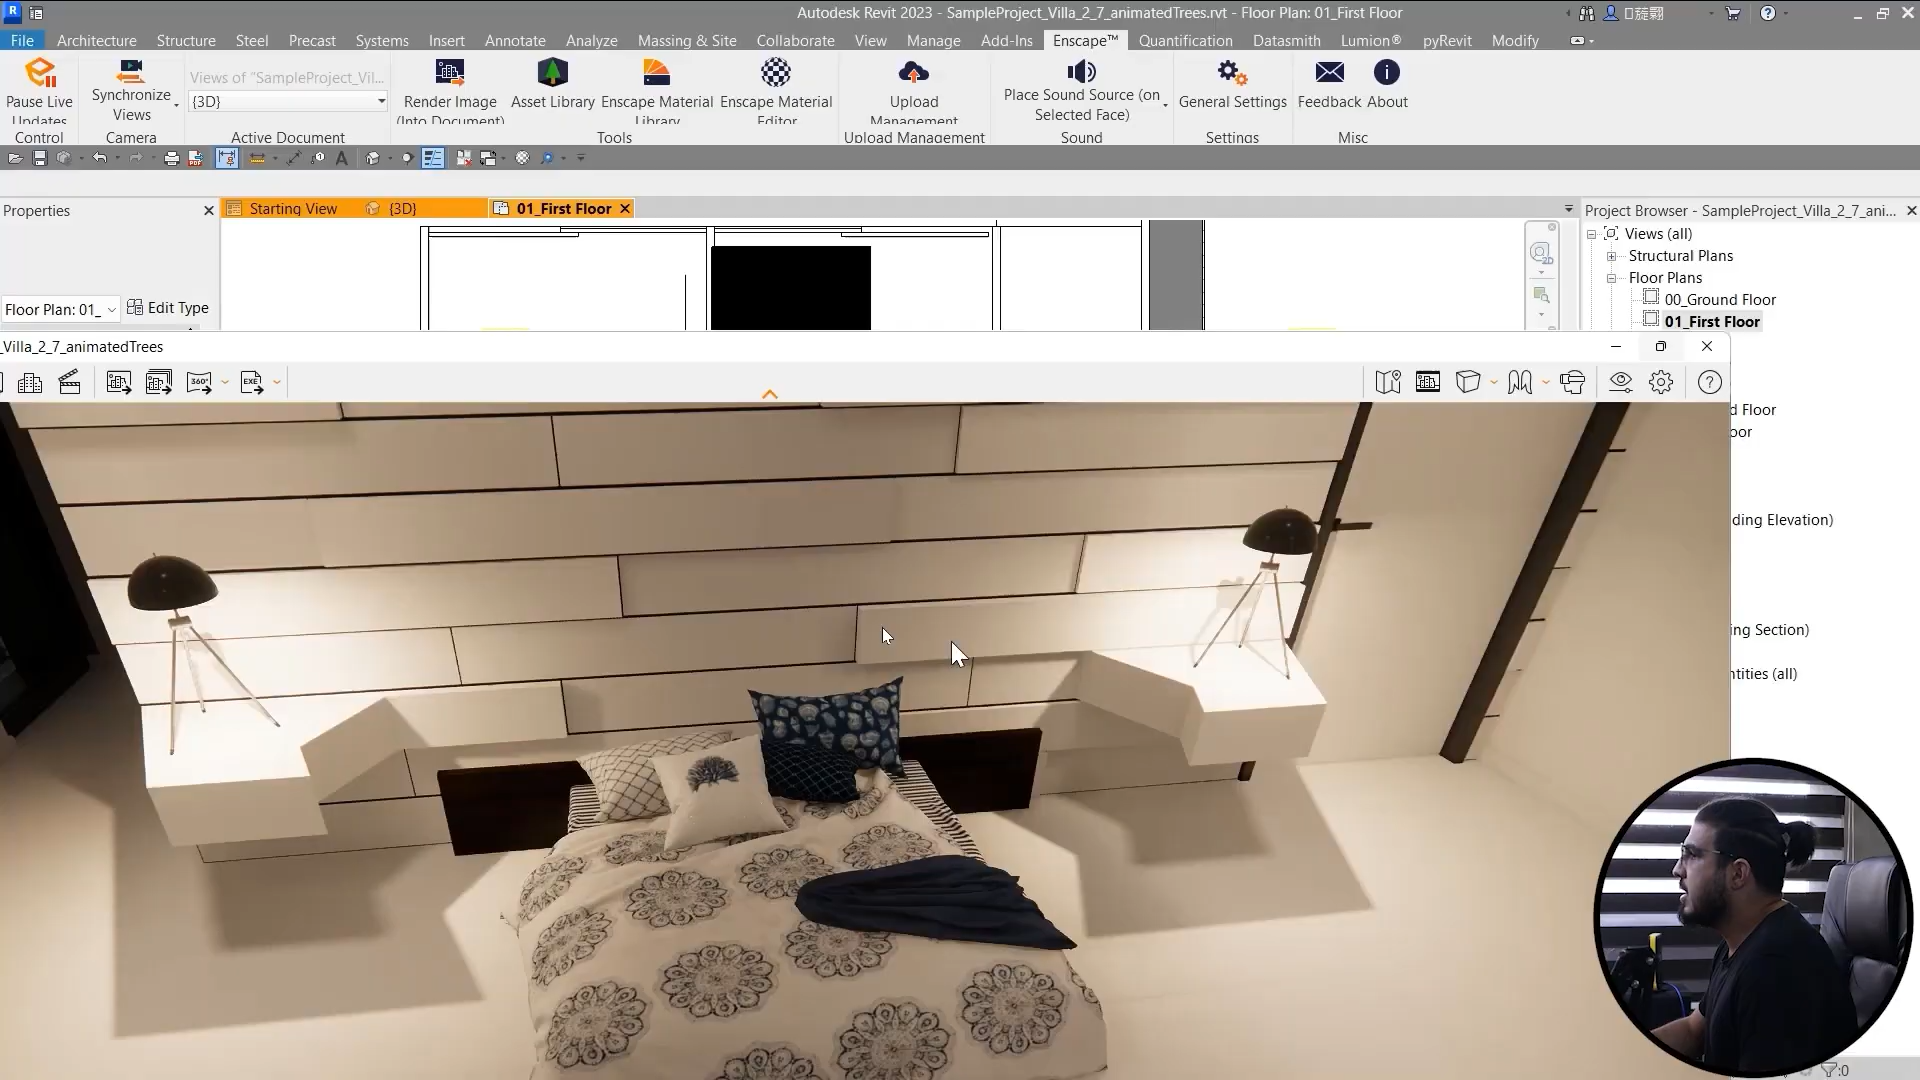 R
Autodesk Revit 2023 - SampleProject_Villa_2_7_animatedTrees.rvt - Floor Plan: 01_First Floor
File Architecture Structure Steel Precast Systems Insert Annotate Analyze Massing & Site Collaborate View Manage Add-Ins Enscape™ Quantification Datasmith Lumion® pyRevit Modify
Pause Live
Updates
Synchronize
Views
Views of "SampleProject_Vil...
{3D}
Render Image
(Into Document)
Asset Library
Enscape Material
Library
Enscape Material
Editor
Upload
Management
Place Sound Source (on
Selected Face)
General Settings
Feedback
About
Control Camera Active Document Tools Upload Management Sound Settings Misc
Properties
Starting View {3D} 01_First Floor
Project Browser - SampleProject_Villa_2_7_ani...
Views (all)
Structural Plans
Floor Plans
00_Ground Floor
01_First Floor
Floor Plan: 01_ Edit Type
2D
_Villa_2_7_animatedTrees
360°
EXE
d Floor
oor
ding Elevation)
ing Section)
ntities (all)
:0